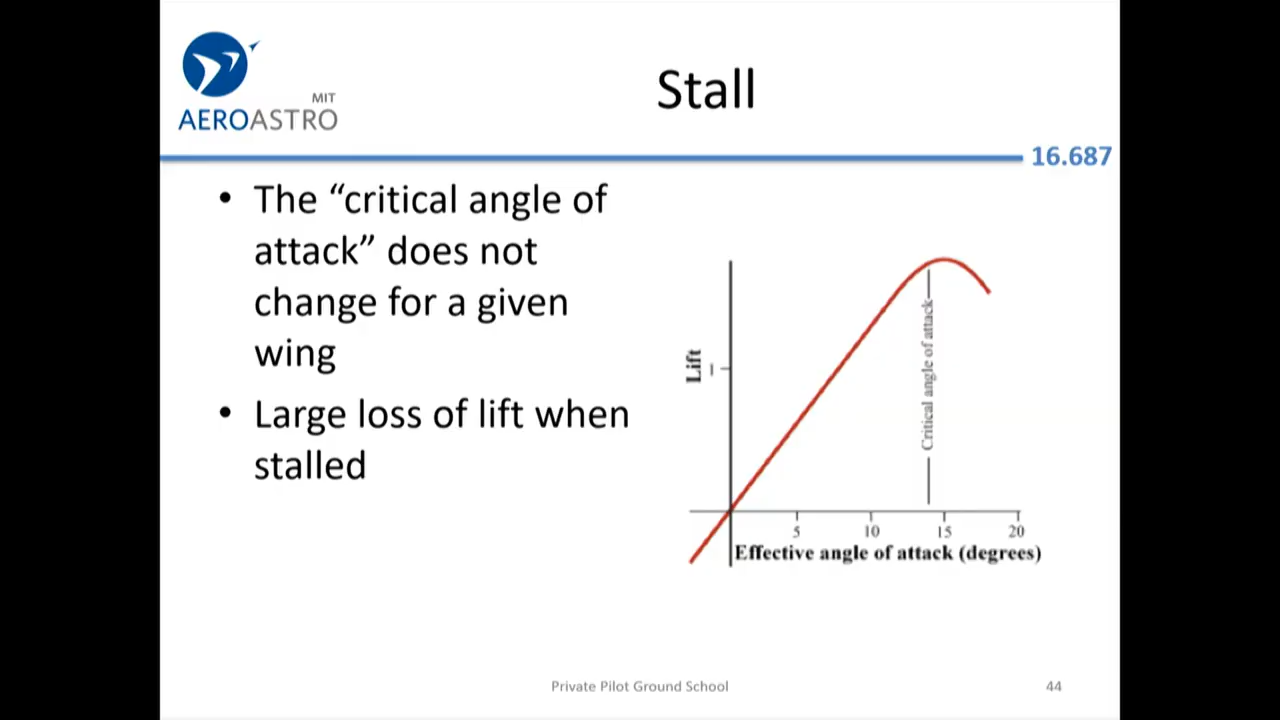 MIT
AEROASTRO
Stall
16.687
• The “critical angle of
attack” does not
change for a given
wing
• Large loss of lift when
stalled
Lift
1
Critical angle of attack
5 10 15 20
Effective angle of attack (degrees)
Private Pilot Ground School
44